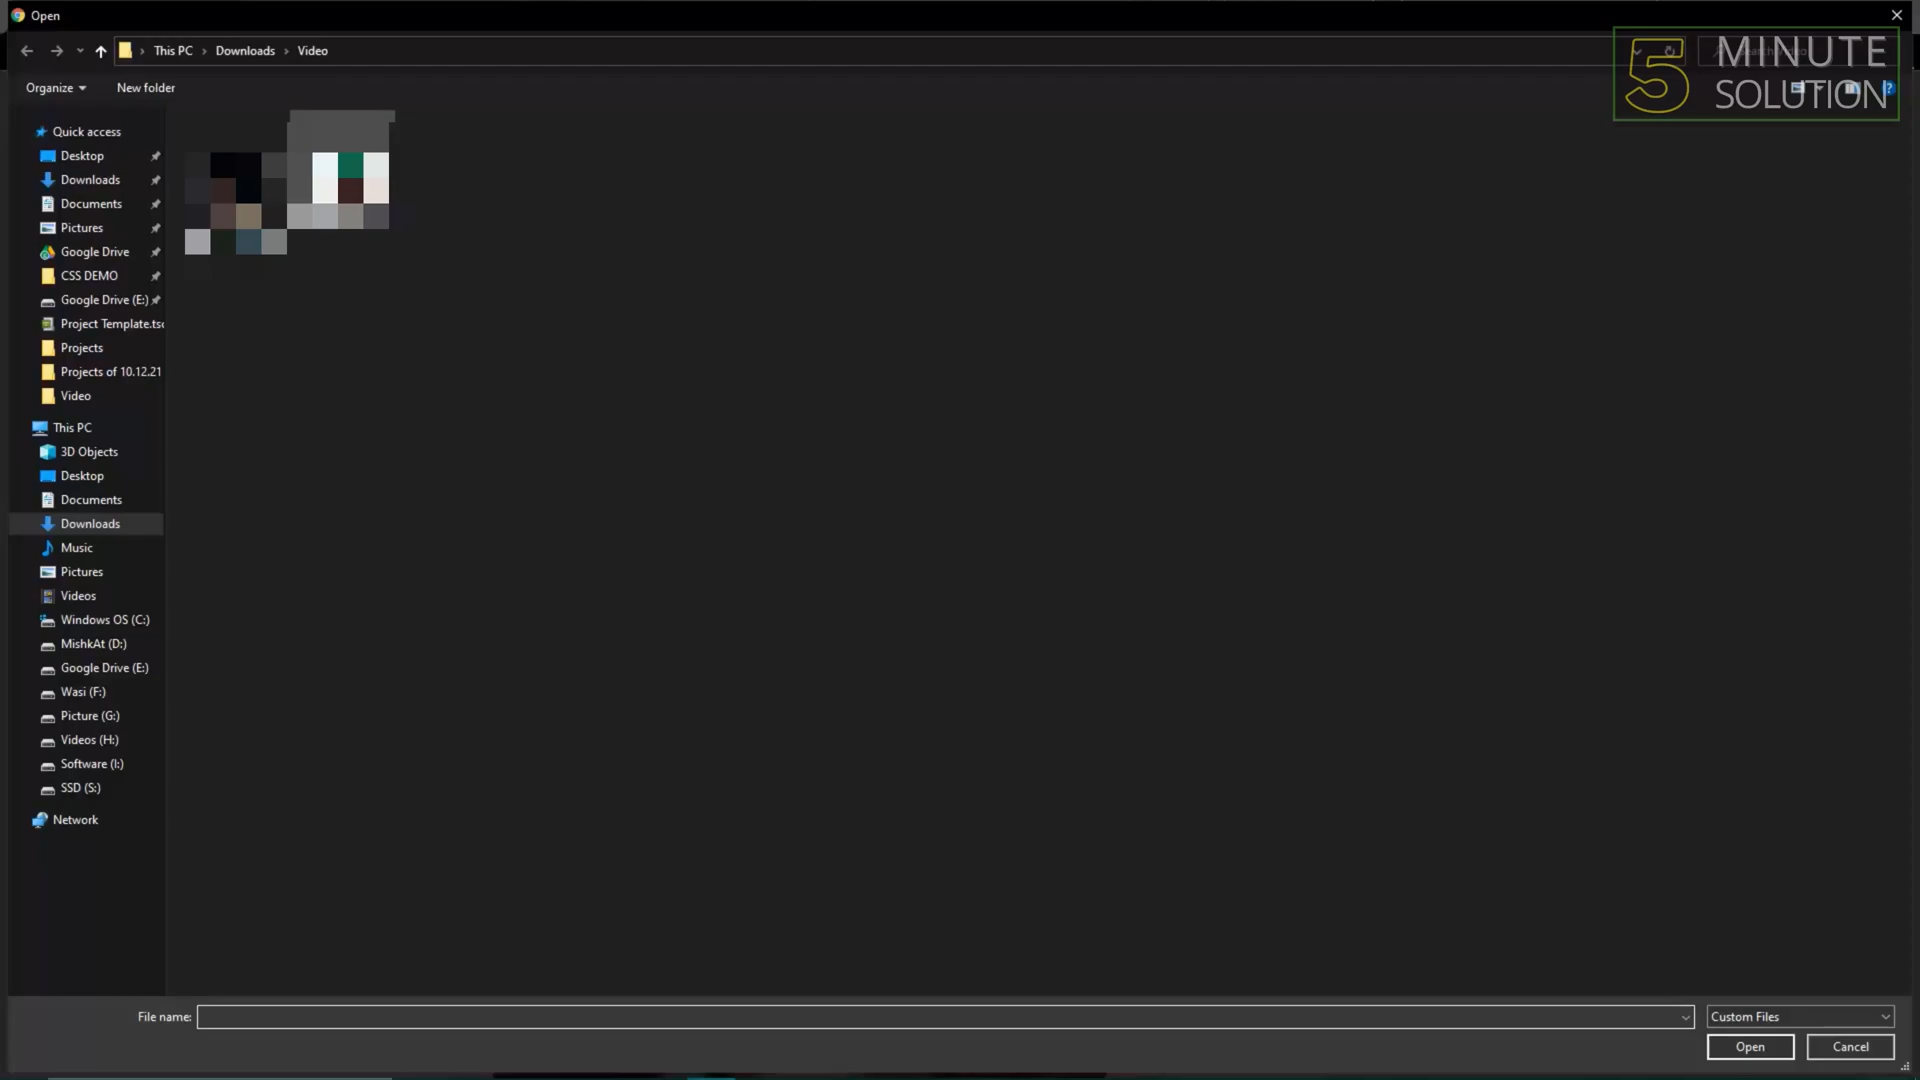 Open
This PC > Downloads > Video
5 MINUTE
SOLUTION
Organize
New folder
Quick access
Desktop
Downloads
Documents
Pictures
Google Drive
CSS DEMO
Google Drive (E:)
Project Template.tsc
Projects
Projects of 10.12.21
Video
This PC
3D Objects
Desktop
Documents
Downloads
Music
Pictures
Videos
Windows OS (C:)
MishkAt (D:)
Google Drive (E:)
Wasi (F:)
Picture (G:)
Videos (H:)
Software (I:)
SSD (S:)
Network
File name:
Custom Files
Open
Cancel